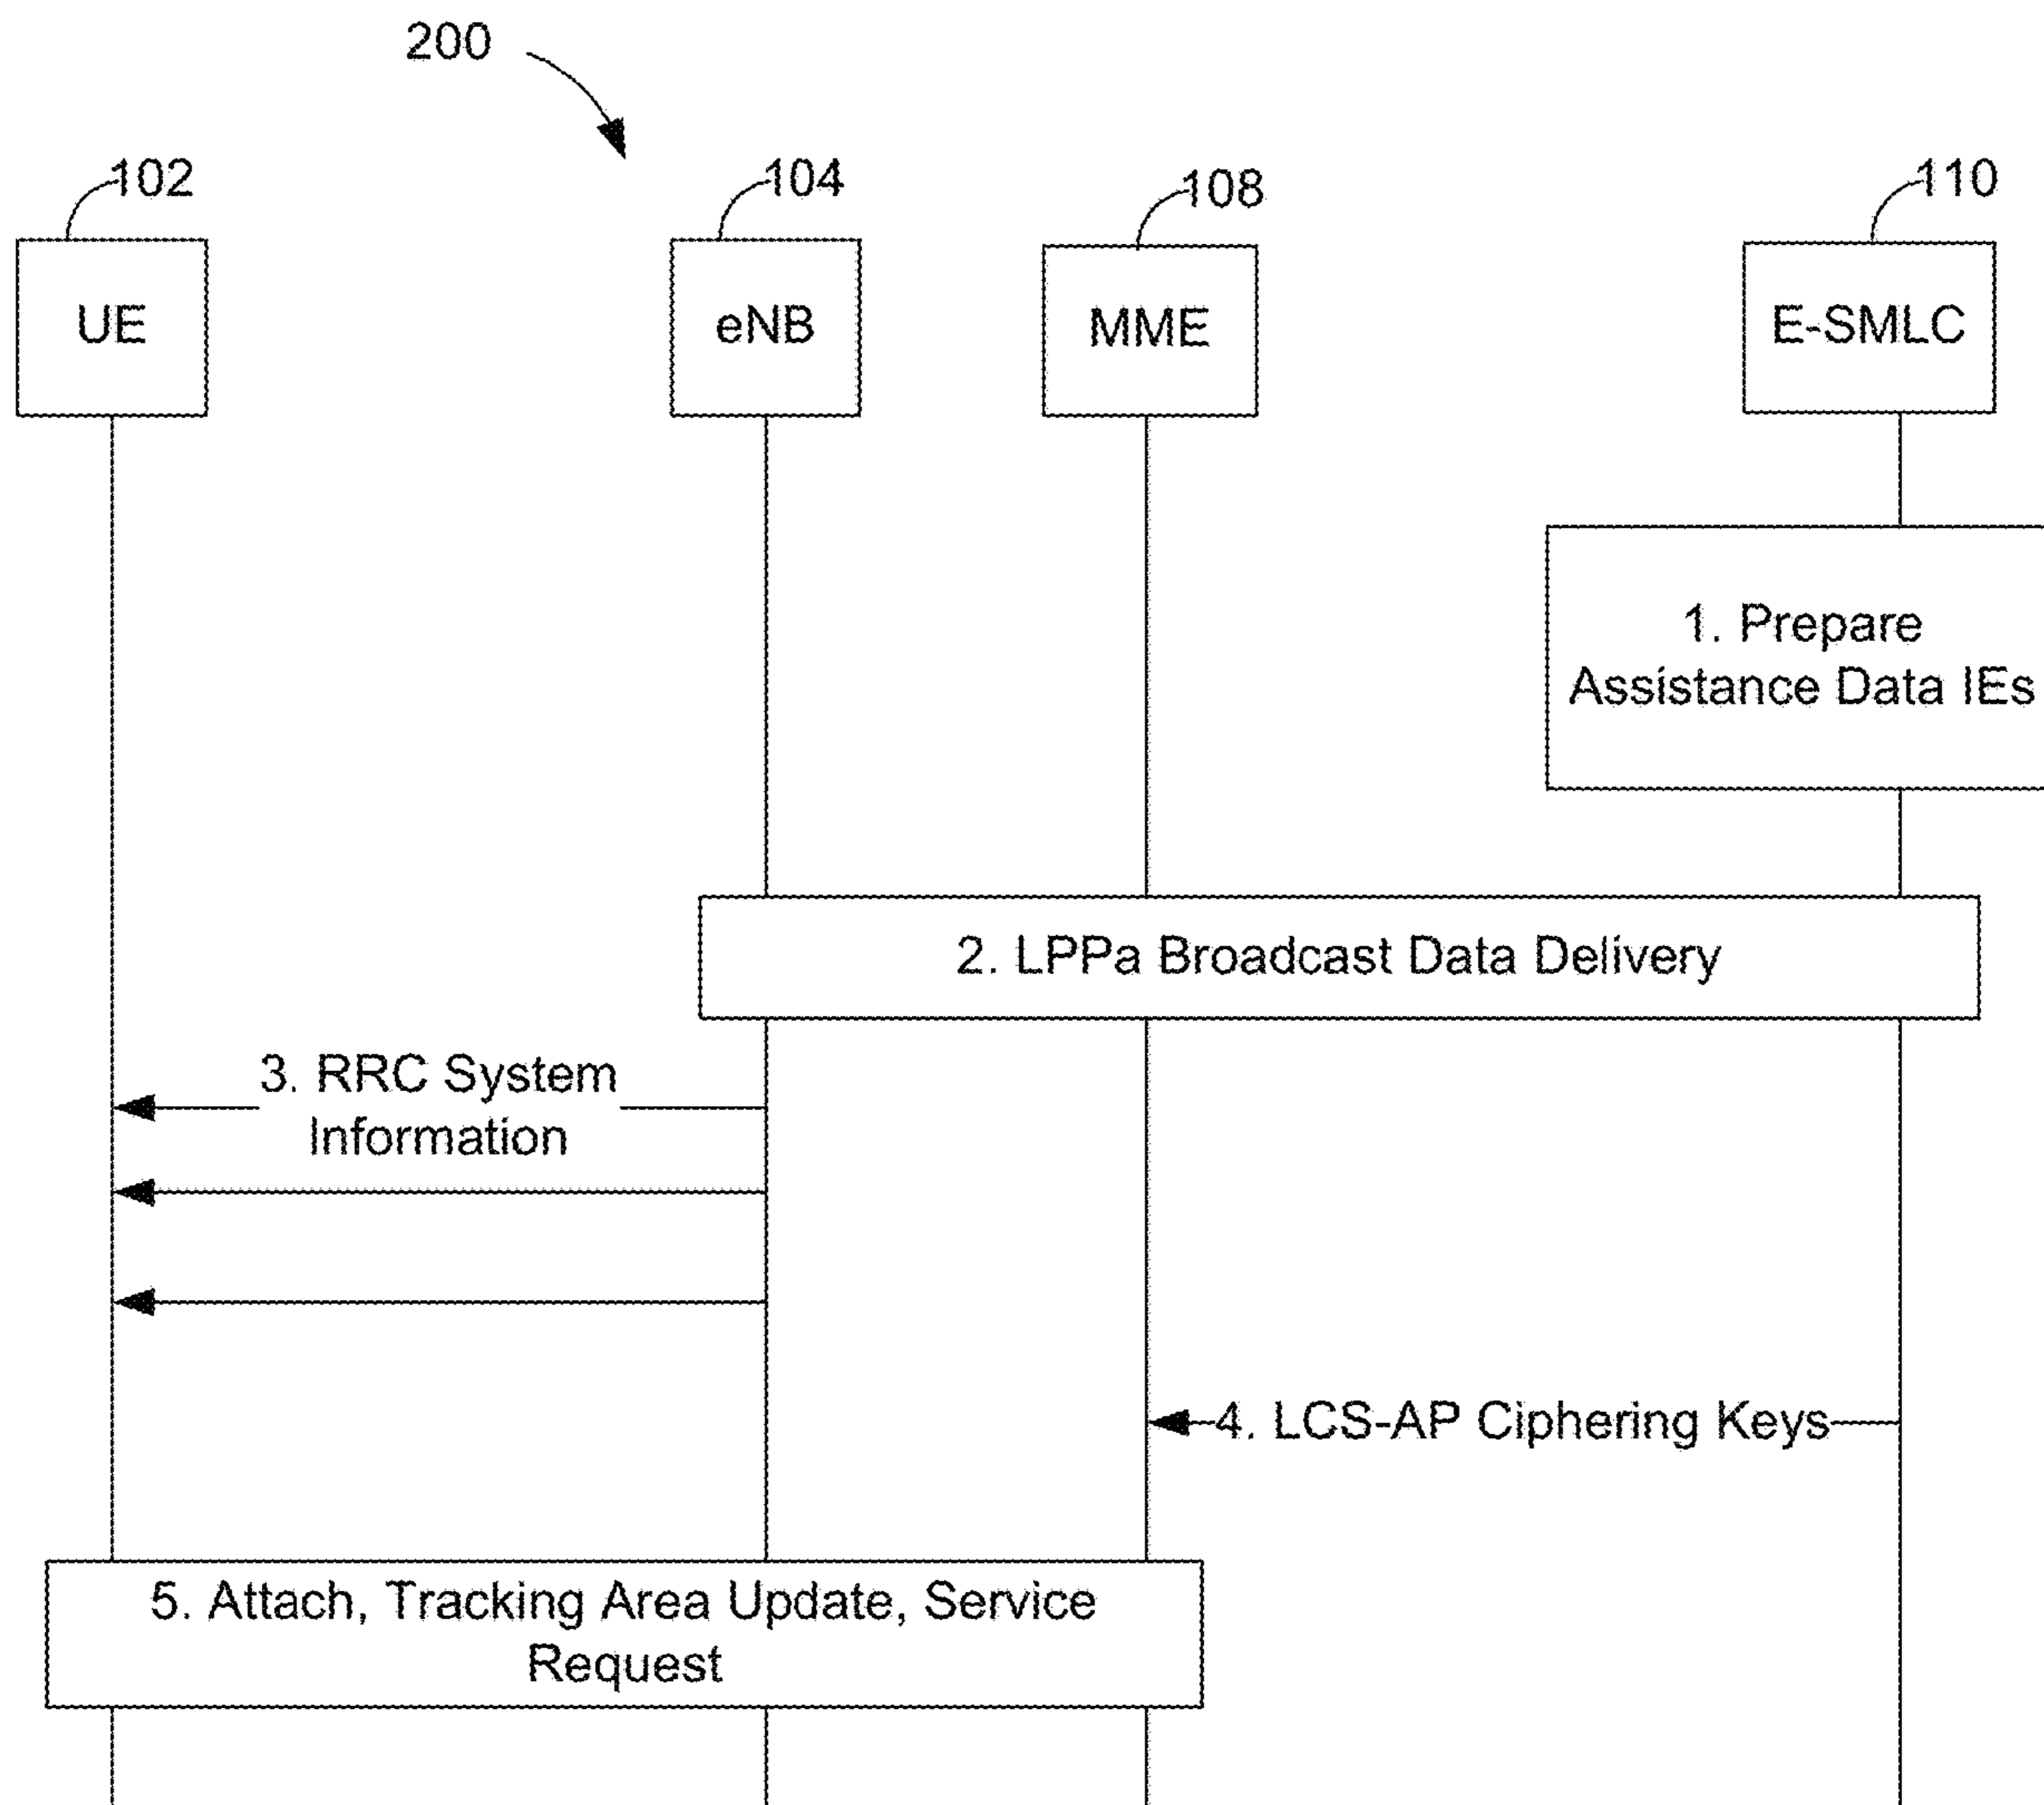 200
102
104
108
110
UE
eNB
MME
E-SMLC
1. Prepare
Assistance Data IEs
2. LPPa Broadcast Data Delivery
3. RRC System
Information
4. LCS-AP Ciphering Keys
5. Attach, Tracking Area Update, Service
Request